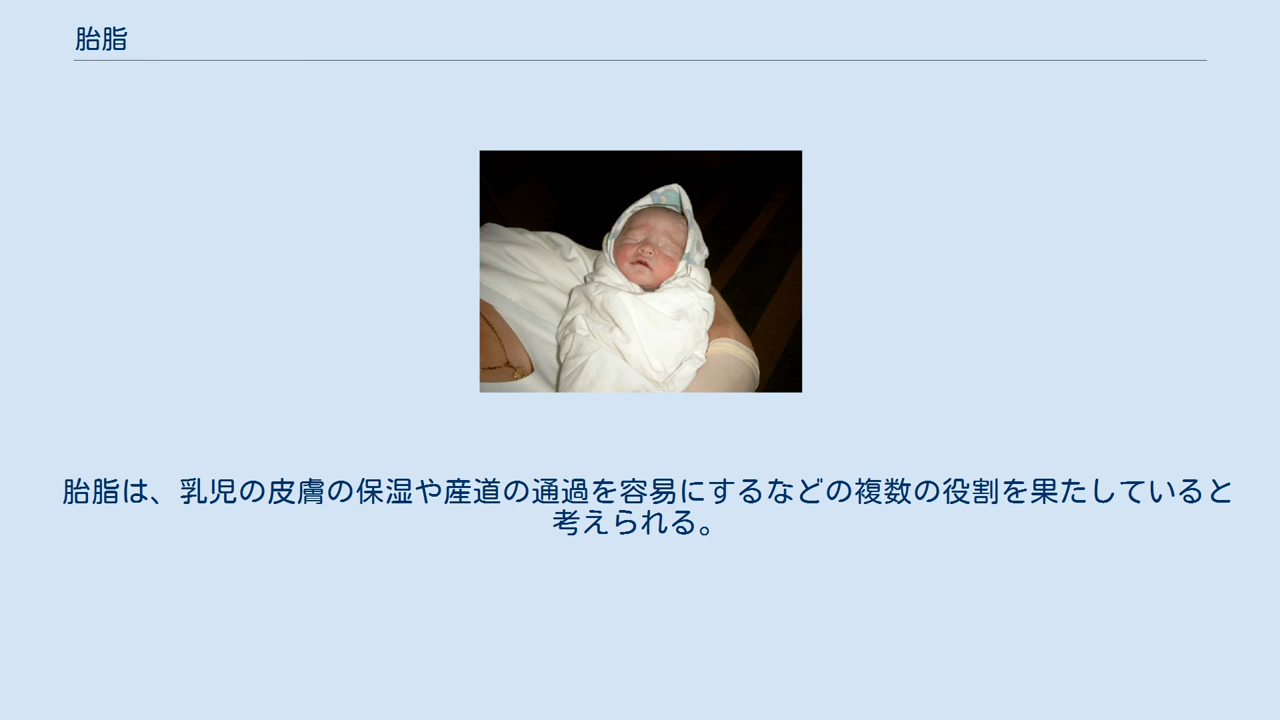 胎脂
胎脂は、乳児の皮膚の保湿や産道の通過を容易にするなどの複数の役割を果たしていると
考えられる。